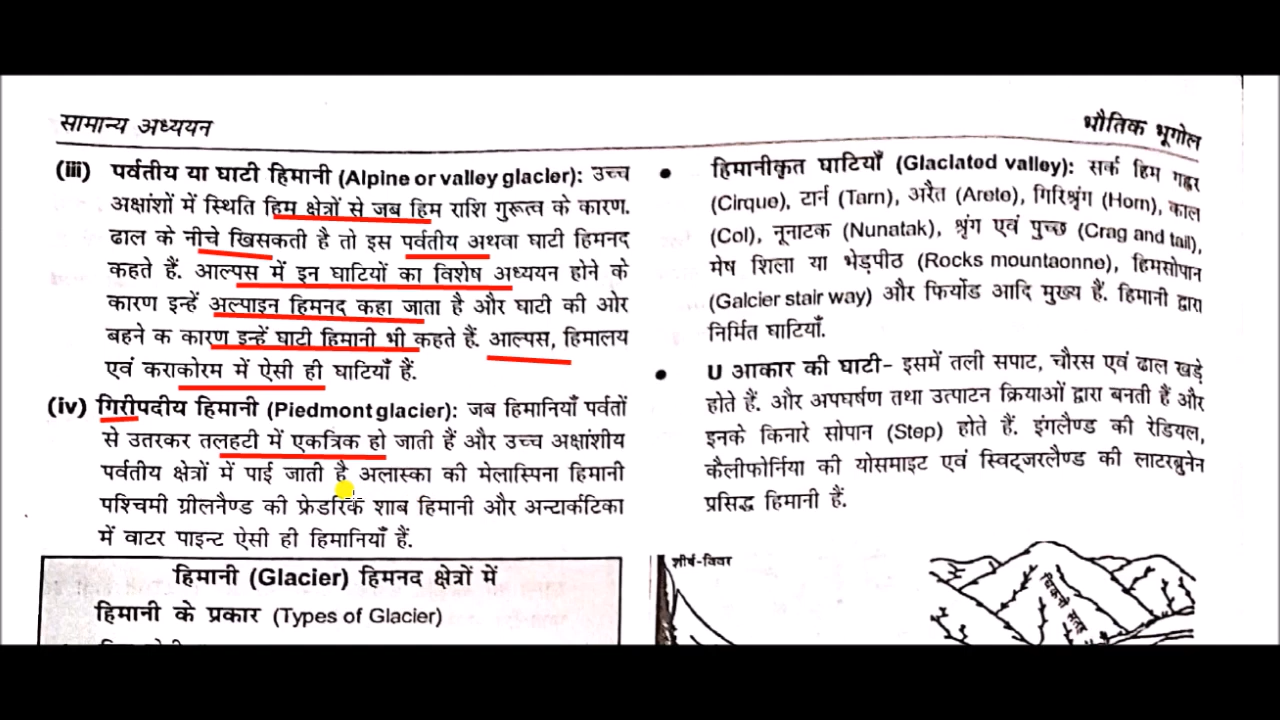 सामान्य अध्ययन
भौतिक भूगोल
(iii) पर्वतीय या घाटी हिमानी (Alpine or valley glacier): उच्च
अक्षांशों में स्थिति हिम क्षेत्रों से जब हिम राशि गुरूत्व के कारण.
ढाल के नीचे खिसकती है तो इस पर्वतीय अथवा घाटी हिमनद
कहते हैं. आल्पस में इन घाटियों का विशेष अध्ययन होने के
कारण इन्हें अल्पाइन हिमनद कहा जाता है और घाटी की ओर
बहने क कारण इन्हें घाटी हिमानी भी कहते हैं. आल्पस, हिमालय
एवं कराकोरम में ऐसी ही घाटियाँ हैं.
(iv) गिरीपदीय हिमानी (Piedmont glacier): जब हिमानियाँ पर्वतों
से उतरकर तलहटी में एकत्रिक हो जाती हैं और उच्च अक्षांशीय
पर्वतीय क्षेत्रों में पाई जाती है अलास्का की मेलास्पिना हिमानी
पश्चिमी ग्रीलनैण्ड की फ्रेडरिक शाब हिमानी और अन्टार्कटिका
में वाटर पाइन्ट ऐसी ही हिमानियाँ हैं.
हिमानी (Glacier) हिमनद क्षेत्रों में
हिमानी के प्रकार (Types of Glacier)
• हिमानीकृत घाटियाँ (Glaciated valley): सर्क हिम गह्वर
(Cirque), टार्न (Tarn), अरैत (Arete), गिरिश्रृंग (Horn), काल
(Col), नूनाटक (Nunatak), श्रृंग एवं पुच्छ (Crag and tail),
मेष शिला या भेड़पीठ (Rocks mountaonne), हिमसोपान
(Galcier stair way) और फियोंड आदि मुख्य हैं. हिमानी द्वारा
निर्मित घाटियाँ.
• U आकार की घाटी- इसमें तली सपाट, चौरस एवं ढाल खड़े
होते हैं. और अपघर्षण तथा उत्पाटन क्रियाओं द्वारा बनती हैं और
इनके किनारे सोपान (Step) होते हैं. इंगलैण्ड की रेडियल,
कैलीफोर्निया की योसमाइट एवं स्विट्जरलैण्ड की लाटरब्रुनेन
प्रसिद्ध हिमानी हैं.
शीर्ष-विवर